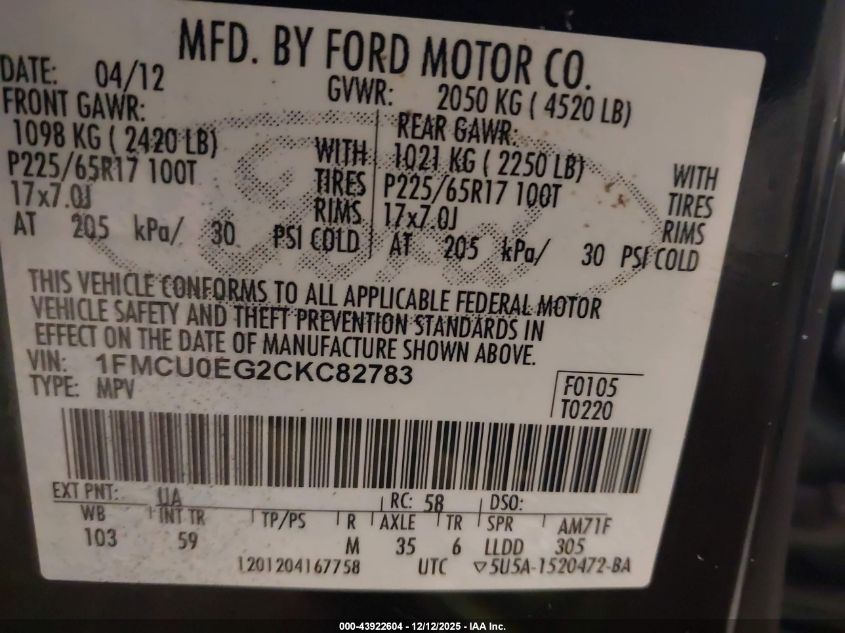 MFD. BY FORD MOTOR CO.
DATE: 04/12 GVWR: 2050 KG ( 4520 LB)
FRONT GAWR: REAR GAWR:
1098 KG ( 2420 LB) WITH 1021 KG ( 2250 LB) WITH
P225/65R17 100T TIRES P225/65R17 100T TIRES
17x7.0J RIMS 17x7.0J RIMS
AT 205 kPa/ 30 PSI COLD AT 205 kPa/ 30 PSI COLD
THIS VEHICLE CONFORMS TO ALL APPLICABLE FEDERAL MOTOR
VEHICLE SAFETY AND THEFT PREVENTION STANDARDS IN
EFFECT ON THE DATE OF MANUFACTURE SHOWN ABOVE.
VIN: 1FMCU0EG2CKC82783
TYPE: MPV
F0105
T0220
EXT PNT: UA RC: 58 DSO:
WB INT TR TP/PS R AXLE TR SPR AM71F
103 59 M 35 6 LLDD 305
1201204167758 UTC ▽5U5A-1520472-BA
000-43922604 - 12/12/2025 - IAA Inc.